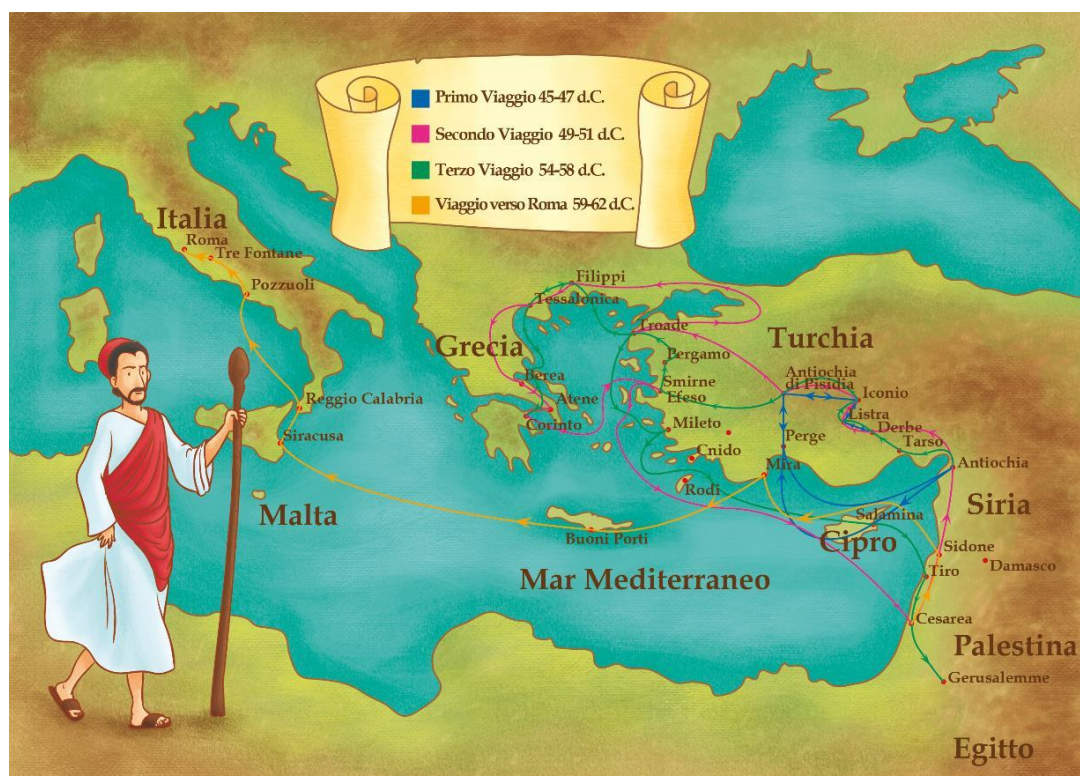 Primo Viaggio 45-47 d.C.
Secondo Viaggio 49-51 d.C.
Terzo Viaggio 54-58 d.C.
Viaggio verso Roma 59-62 d.C.
Italia
Roma
Tre Fontane
Pozzuoli
Reggio Calabria
Siracusa
Malta
Filippi
Tessalonica
Grecia
Berea
Atene
Corinto
Troade
Pergamo
Smirne
Efeso
Mileto
Cnido
Rodi
Turchia
Antiochia
di Pisidia
Iconio
Listra
Derbe
Tarso
Perge
Mira
Antiochia
Siria
Salamina
Cipro
Buoni Porti
Mar Mediterraneo
Sidone
Damasco
Tiro
Cesarea
Palestina
Gerusalemme
Egitto